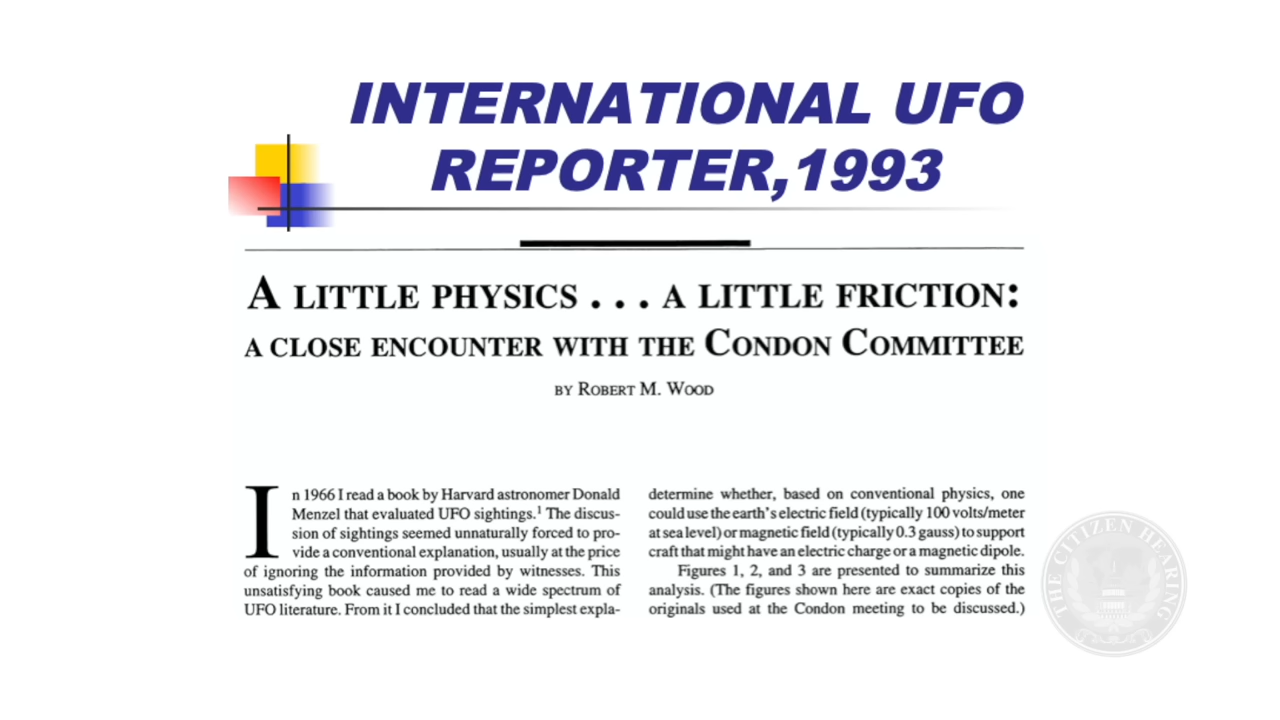 INTERNATIONAL UFO
REPORTER,1993
A LITTLE PHYSICS . . . A LITTLE FRICTION:
A CLOSE ENCOUNTER WITH THE CONDON COMMITTEE
BY ROBERT M. WOOD
In 1966 I read a book by Harvard astronomer Donald
Menzel that evaluated UFO sightings.1 The discus-
sion of sightings seemed unnaturally forced to pro-
vide a conventional explanation, usually at the price
of ignoring the information provided by witnesses. This
unsatisfying book caused me to read a wide spectrum of
UFO literature. From it I concluded that the simplest expla-
determine whether, based on conventional physics, one
could use the earth's electric field (typically 100 volts/meter
at sea level) or magnetic field (typically 0.3 gauss) to support
craft that might have an electric charge or a magnetic dipole.
Figures 1, 2, and 3 are presented to summarize this
analysis. (The figures shown here are exact copies of the
originals used at the Condon meeting to be discussed.)
THE CITIZEN HEARING